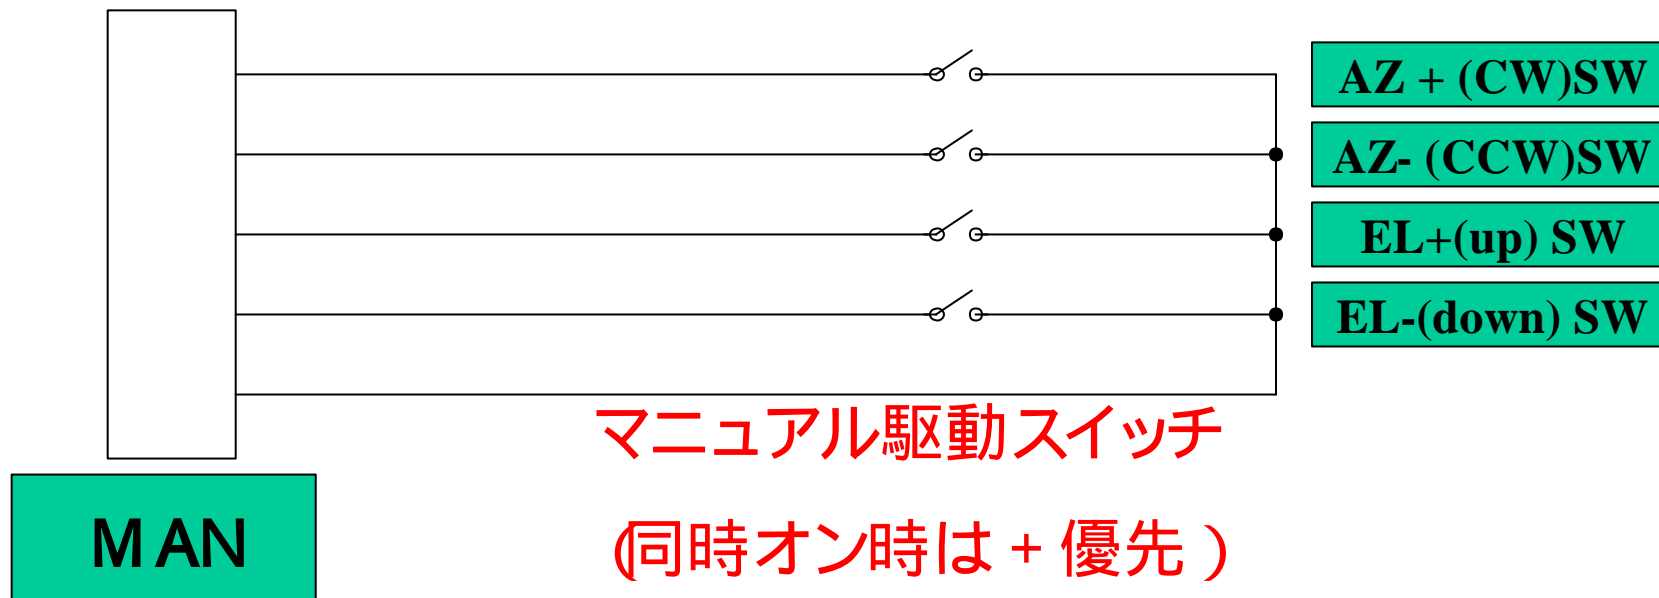 AZ + (CW)SW
AZ- (CCW)SW
EL+(up) SW
EL-(down) SW
マニュアル駆動スイッチ
MAN
(同時オン時は + 優先 )